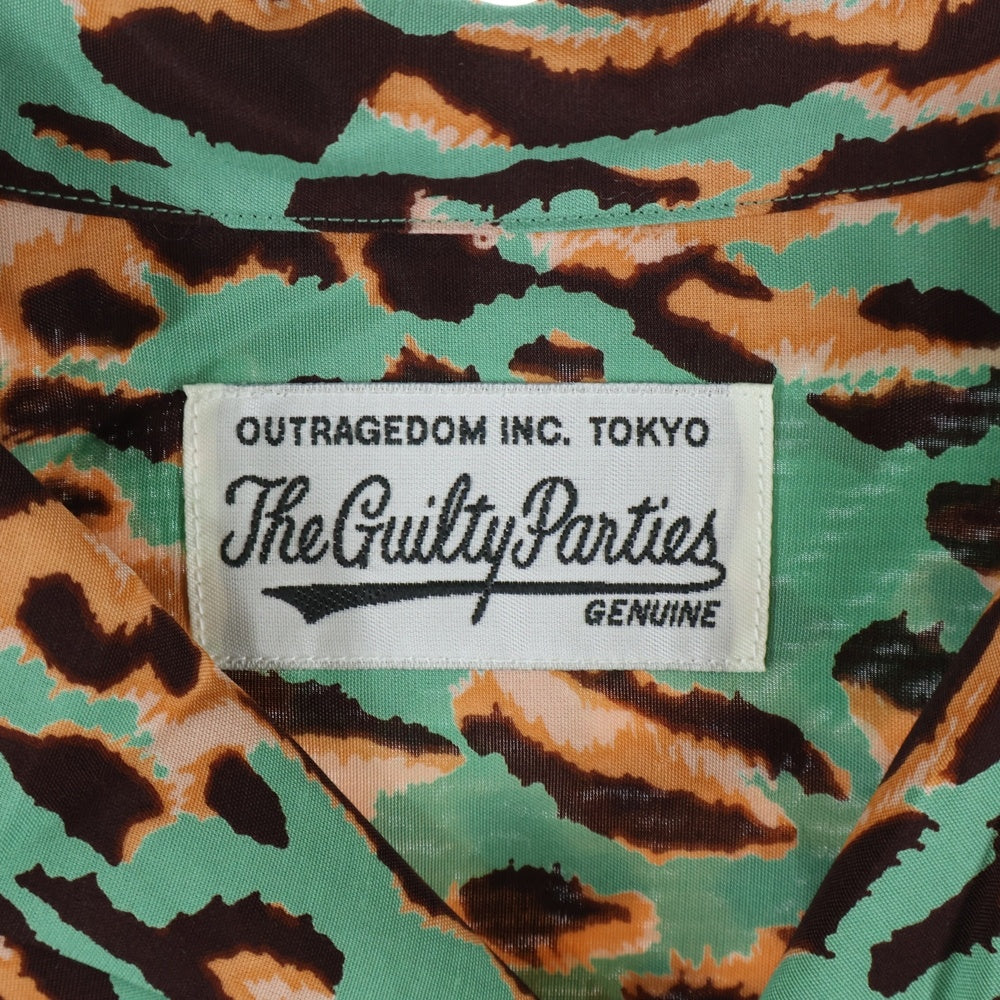 OUTRAGEDOM INC. TOKYO
The Guilty Parties
GENUINE